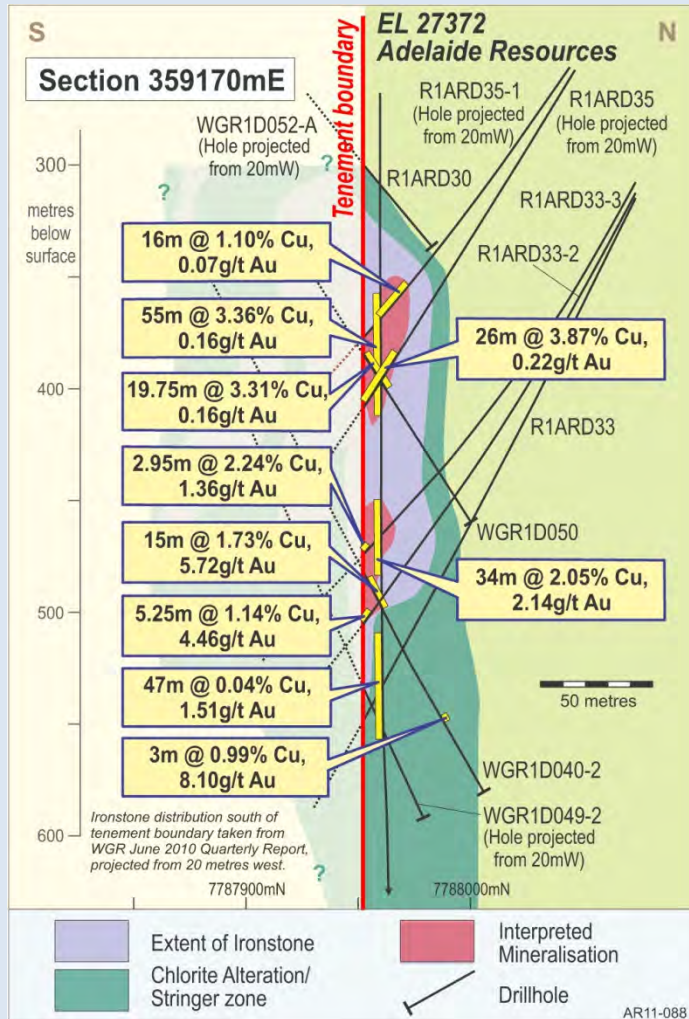 S
EL 27372
Adelaide Resources
N
Section 359170mE
Tenement boundary
WGR1D052-A
(Hole projected
from 20mW)
R1ARD35-1
(Hole projected
from 20mW)
R1ARD35
(Hole projected
from 20mW)
R1ARD30
R1ARD33-3
R1ARD33-2
R1ARD33
300
metres
below
surface
400
500
600
?
?
?
16m @ 1.10% Cu,
0.07g/t Au
55m @ 3.36% Cu,
0.16g/t Au
19.75m @ 3.31% Cu,
0.16g/t Au
2.95m @ 2.24% Cu,
1.36g/t Au
15m @ 1.73% Cu,
5.72g/t Au
5.25m @ 1.14% Cu,
4.46g/t Au
47m @ 0.04% Cu,
1.51g/t Au
3m @ 0.99% Cu,
8.10g/t Au
26m @ 3.87% Cu,
0.22g/t Au
WGR1D050
34m @ 2.05% Cu,
2.14g/t Au
50 metres
WGR1D040-2
WGR1D049-2
(Hole projected
from 20mW)
Ironstone distribution south of
tenement boundary taken from
WGR June 2010 Quarterly Report,
projected from 20 metres west.
7787900mN
7788000mN
Extent of Ironstone
Chlorite Alteration/
Stringer zone
Interpreted
Mineralisation
Drillhole
AR11-088